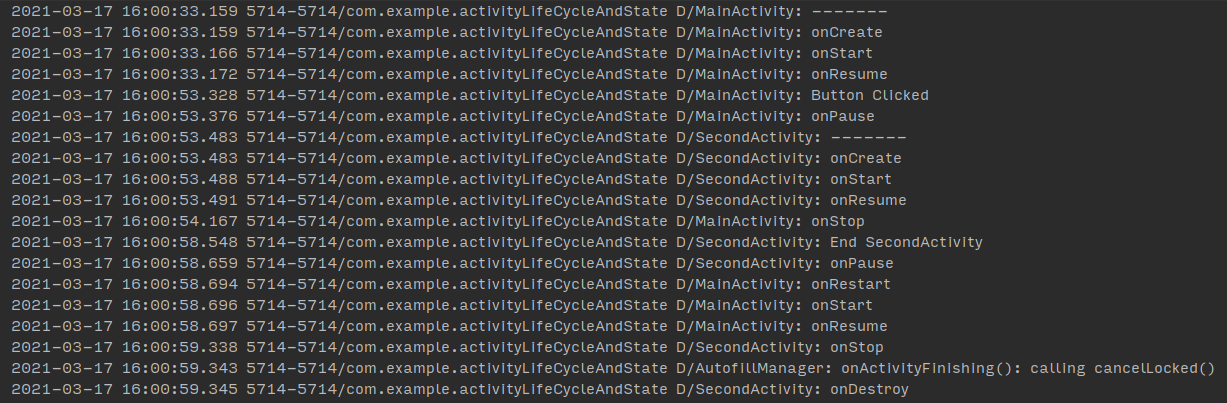 2021-03-17 16:00:33.159 5714-5714/com.example.activityLifeCycleAndState D/MainActivity: -------
2021-03-17 16:00:33.159 5714-5714/com.example.activityLifeCycleAndState D/MainActivity: onCreate
2021-03-17 16:00:33.166 5714-5714/com.example.activityLifeCycleAndState D/MainActivity: onStart
2021-03-17 16:00:33.172 5714-5714/com.example.activityLifeCycleAndState D/MainActivity: onResume
2021-03-17 16:00:53.328 5714-5714/com.example.activityLifeCycleAndState D/MainActivity: Button Clicked
2021-03-17 16:00:53.376 5714-5714/com.example.activityLifeCycleAndState D/MainActivity: onPause
2021-03-17 16:00:53.483 5714-5714/com.example.activityLifeCycleAndState D/SecondActivity: -------
2021-03-17 16:00:53.483 5714-5714/com.example.activityLifeCycleAndState D/SecondActivity: onCreate
2021-03-17 16:00:53.488 5714-5714/com.example.activityLifeCycleAndState D/SecondActivity: onStart
2021-03-17 16:00:53.491 5714-5714/com.example.activityLifeCycleAndState D/SecondActivity: onResume
2021-03-17 16:00:54.167 5714-5714/com.example.activityLifeCycleAndState D/MainActivity: onStop
2021-03-17 16:00:58.548 5714-5714/com.example.activityLifeCycleAndState D/SecondActivity: End SecondActivity
2021-03-17 16:00:58.659 5714-5714/com.example.activityLifeCycleAndState D/SecondActivity: onPause
2021-03-17 16:00:58.694 5714-5714/com.example.activityLifeCycleAndState D/MainActivity: onRestart
2021-03-17 16:00:58.696 5714-5714/com.example.activityLifeCycleAndState D/MainActivity: onStart
2021-03-17 16:00:58.697 5714-5714/com.example.activityLifeCycleAndState D/MainActivity: onResume
2021-03-17 16:00:59.338 5714-5714/com.example.activityLifeCycleAndState D/SecondActivity: onStop
2021-03-17 16:00:59.343 5714-5714/com.example.activityLifeCycleAndState D/AutofillManager: onActivityFinishing(): calling cancelLocked()
2021-03-17 16:00:59.345 5714-5714/com.example.activityLifeCycleAndState D/SecondActivity: onDestroy